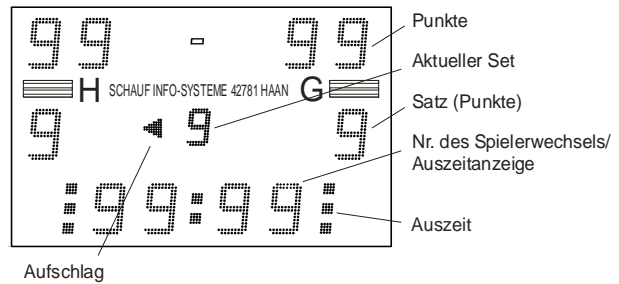 99 - 99
Punkte
Aktueller Set
H SCHAUF INFO-SYSTEME 42781 HAAN G
9 9 9
Satz (Punkte)
Nr. des Spielerwechsels/
Auszeitanzeige
99:99
Auszeit
Aufschlag